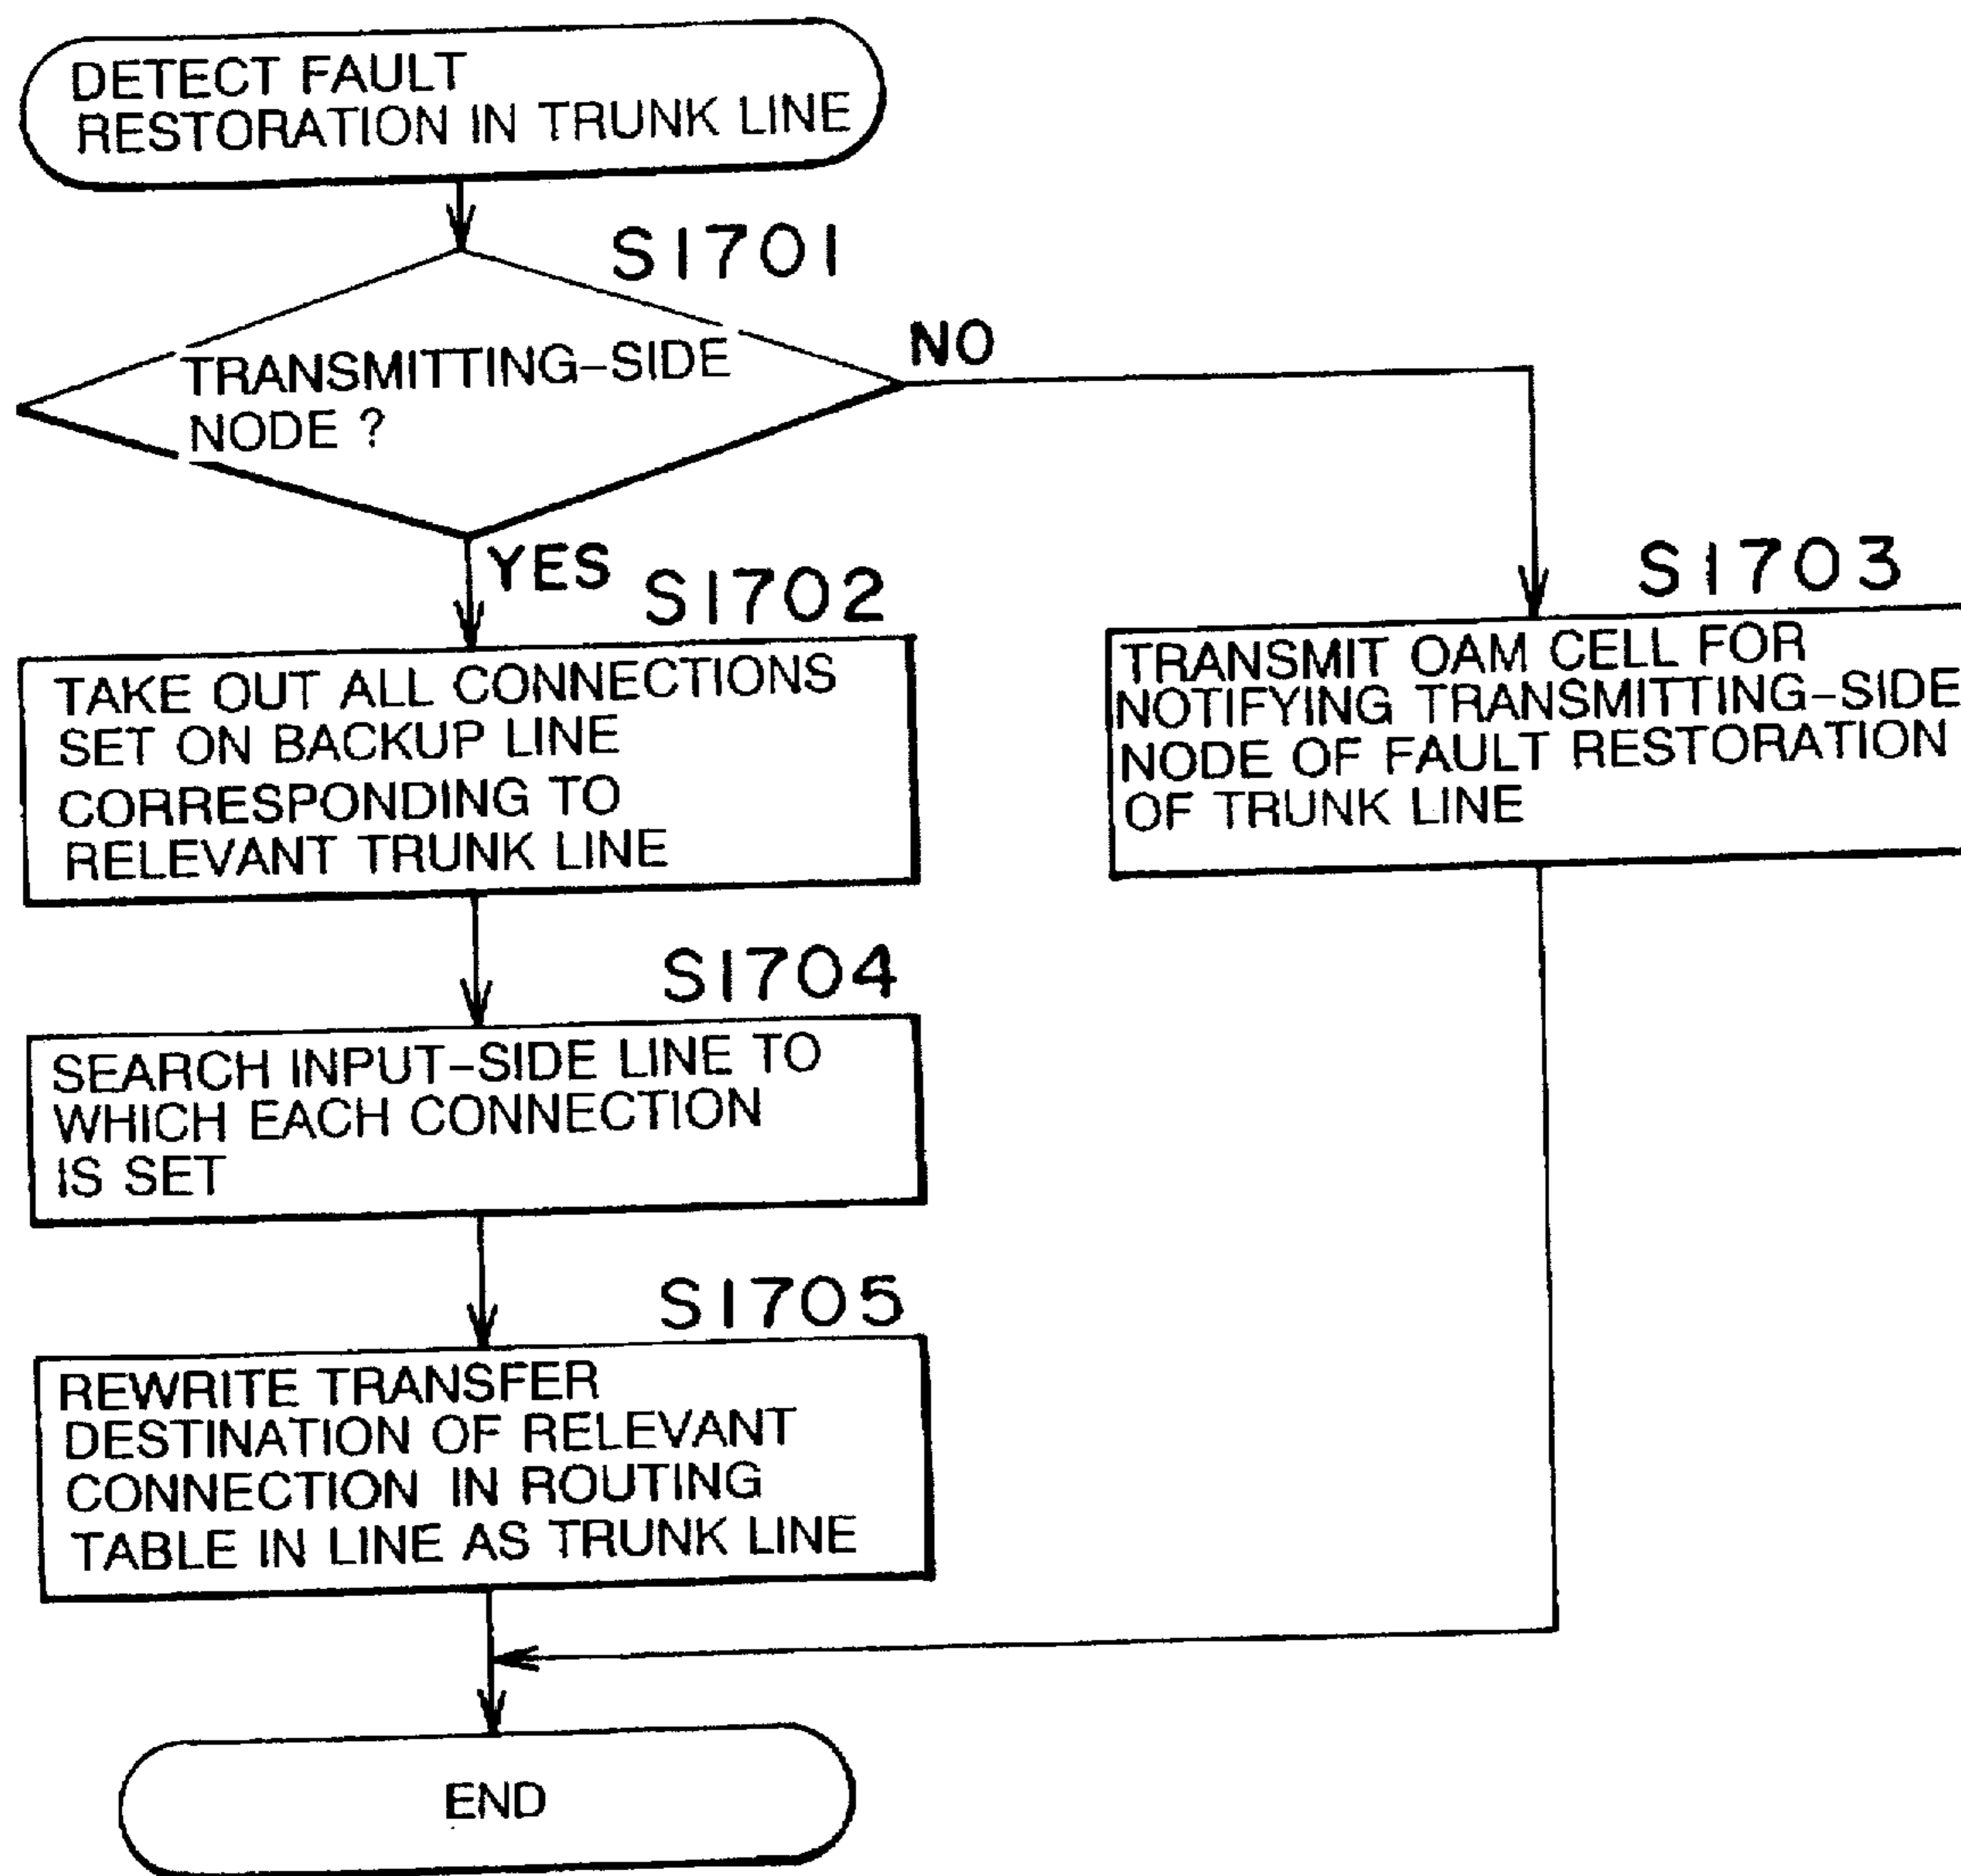 DETECT FAULT
RESTORATION IN TRUNK LINE
S1701
TRANSMITTING-SIDE
NODE ?
NO
YES
S1702
TAKE OUT ALL CONNECTIONS
SET ON BACKUP LINE
CORRESPONDING TO
RELEVANT TRUNK LINE
S1703
TRANSMIT OAM CELL FOR
NOTIFYING TRANSMITTING-SIDE
NODE OF FAULT RESTORATION
OF TRUNK LINE
S1704
SEARCH INPUT-SIDE LINE TO
WHICH EACH CONNECTION
IS SET
S1705
REWRITE TRANSFER
DESTINATION OF RELEVANT
CONNECTION IN ROUTING
TABLE IN LINE AS TRUNK LINE
END